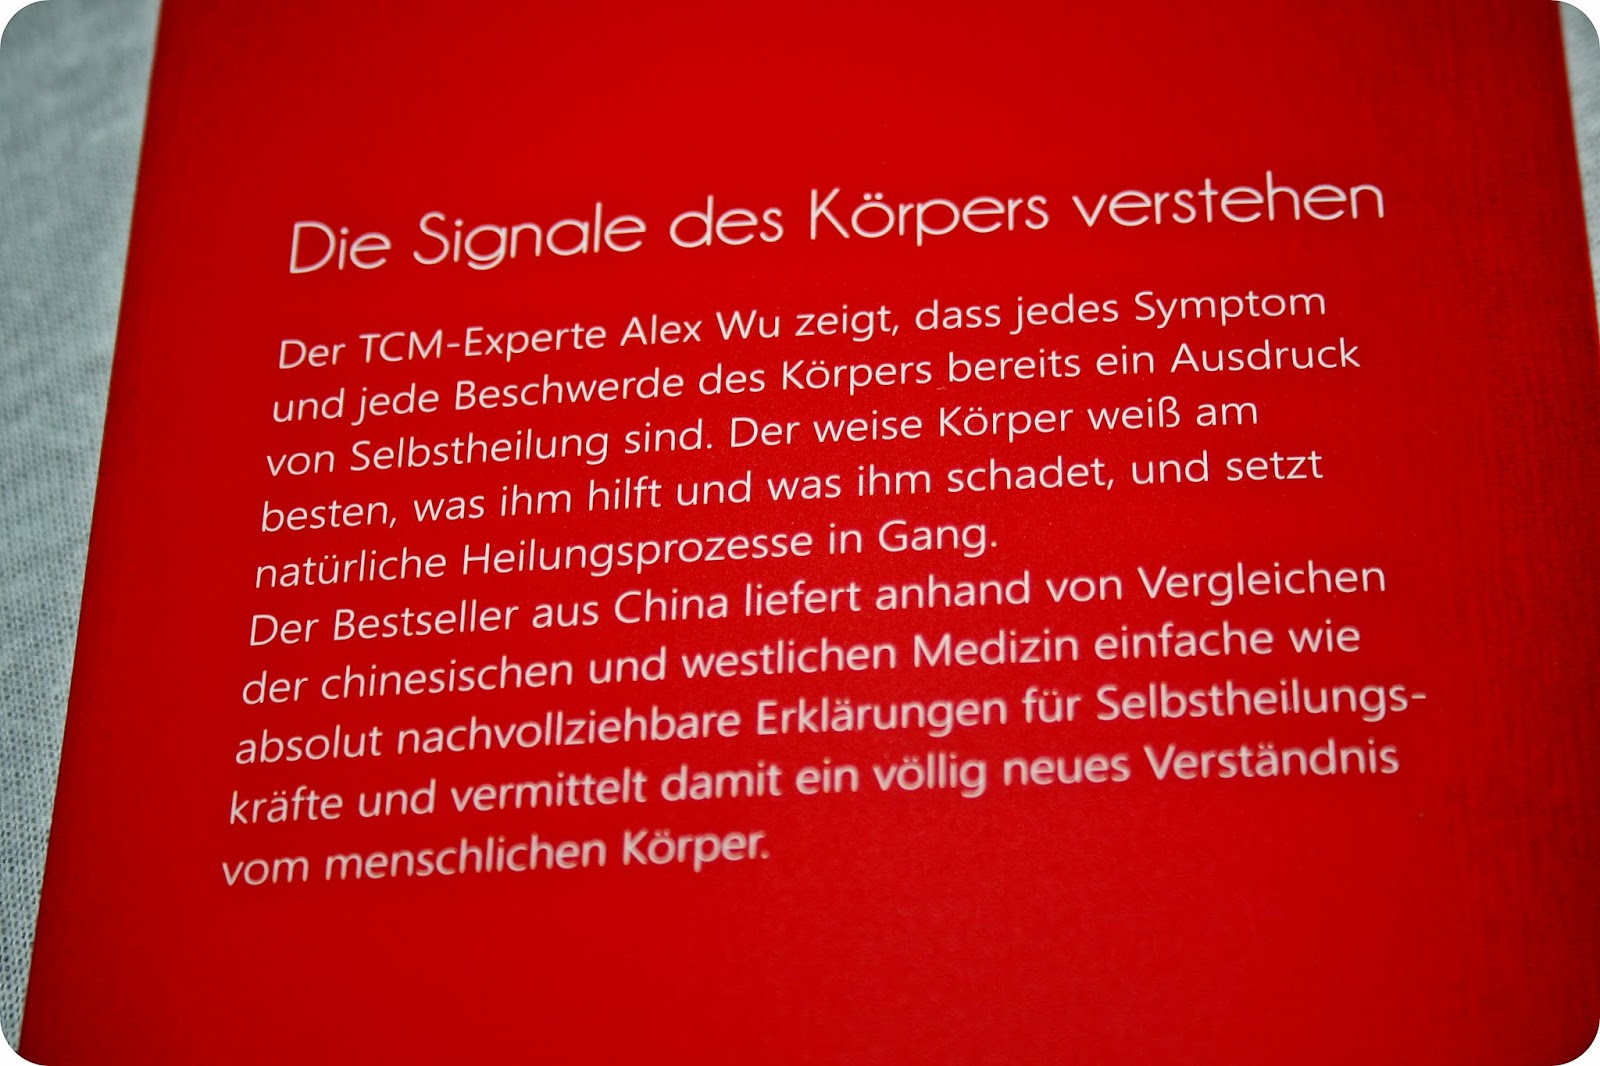 Die Signale des Körpers verstehen
Der TCM-Experte Alex Wu zeigt, dass jedes Symptom
und jede Beschwerde des Körpers bereits ein Ausdruck
von Selbstheilung sind. Der weise Körper weiß am
besten, was ihm hilft und was ihm schadet, und setzt
natürliche Heilungsprozesse in Gang.
Der Bestseller aus China liefert anhand von Vergleichen
der chinesischen und westlichen Medizin einfache wie
absolut nachvollziehbare Erklärungen für Selbstheilungs-
kräfte und vermittelt damit ein völlig neues Verständnis
vom menschlichen Körper.